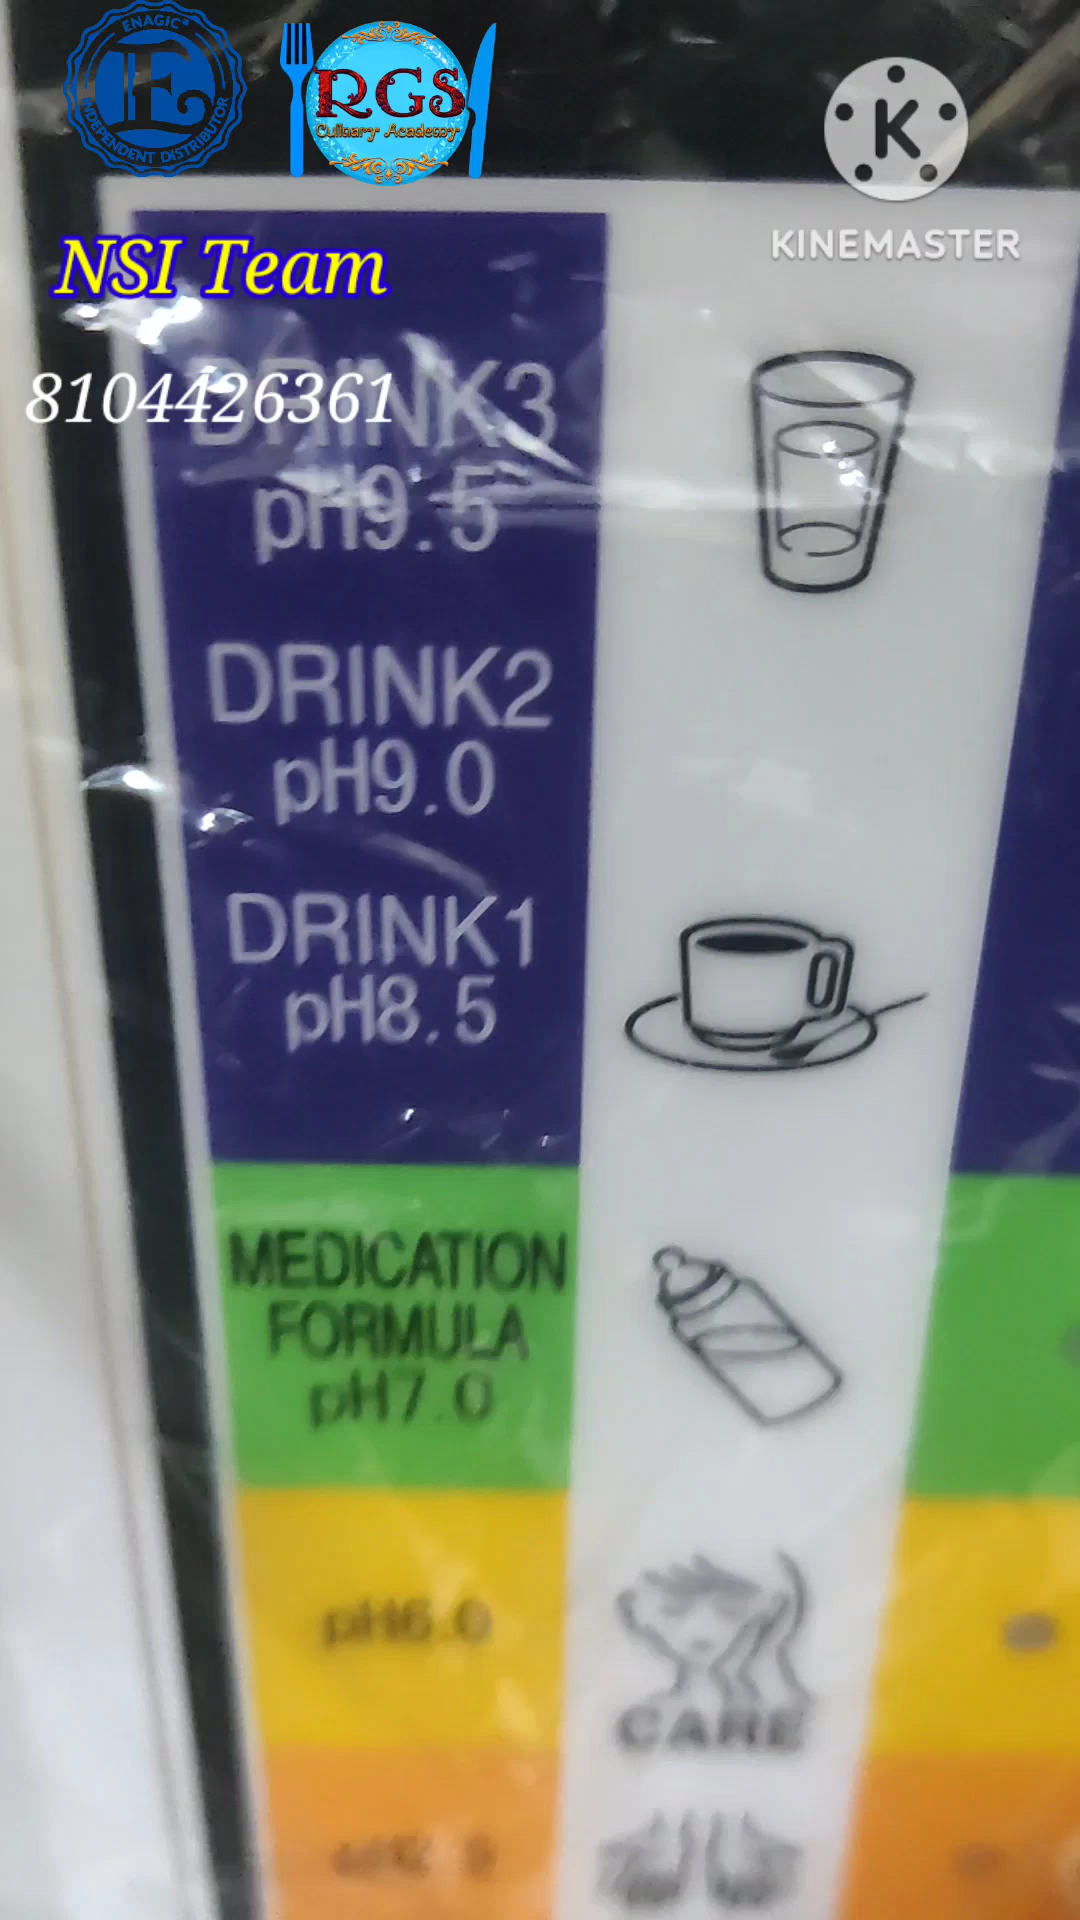 ENAGIC®
INDEPENDENT DISTRIBUTOR
RGS
Culinary Academy
K
KINEMASTER
NSI Team
8104426361
DRINK3
pH9.5
DRINK2
pH9.0
DRINK1
pH8.5
MEDICATION
FORMULA
pH7.0
pH6.0
CARE